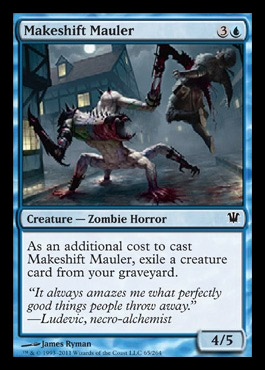 Makeshift Mauler 3
Creature — Zombie Horror
As an additional cost to cast
Makeshift Mauler, exile a creature
card from your graveyard.
"It always amazes me what perfectly
good things people throw away."
—Ludevic, necro-alchemist
James Ryman
™ & © 1993–2011 Wizards of the Coast LLC 65/264
4/5